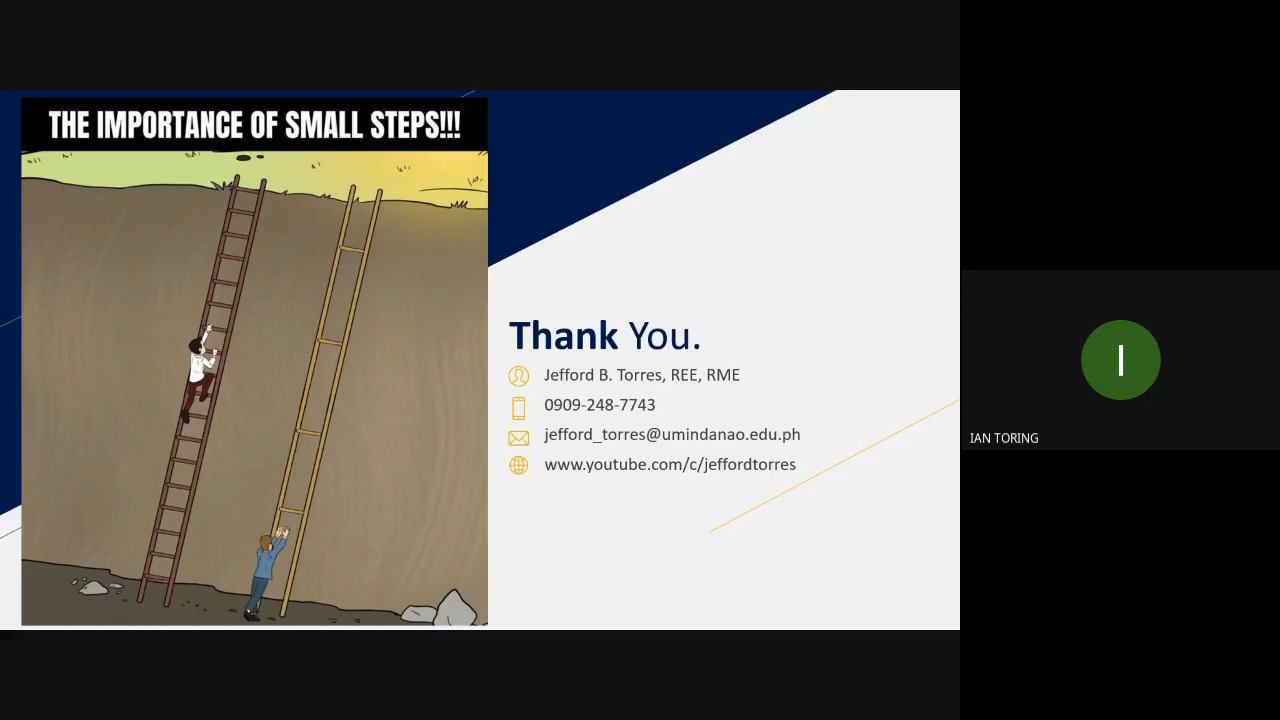 THE IMPORTANCE OF SMALL STEPS!!!
Thank You.
Jefford B. Torres, REE, RME
0909-248-7743
jefford_torres@umindanao.edu.ph
www.youtube.com/c/jeffordtorres
I
IAN TORING